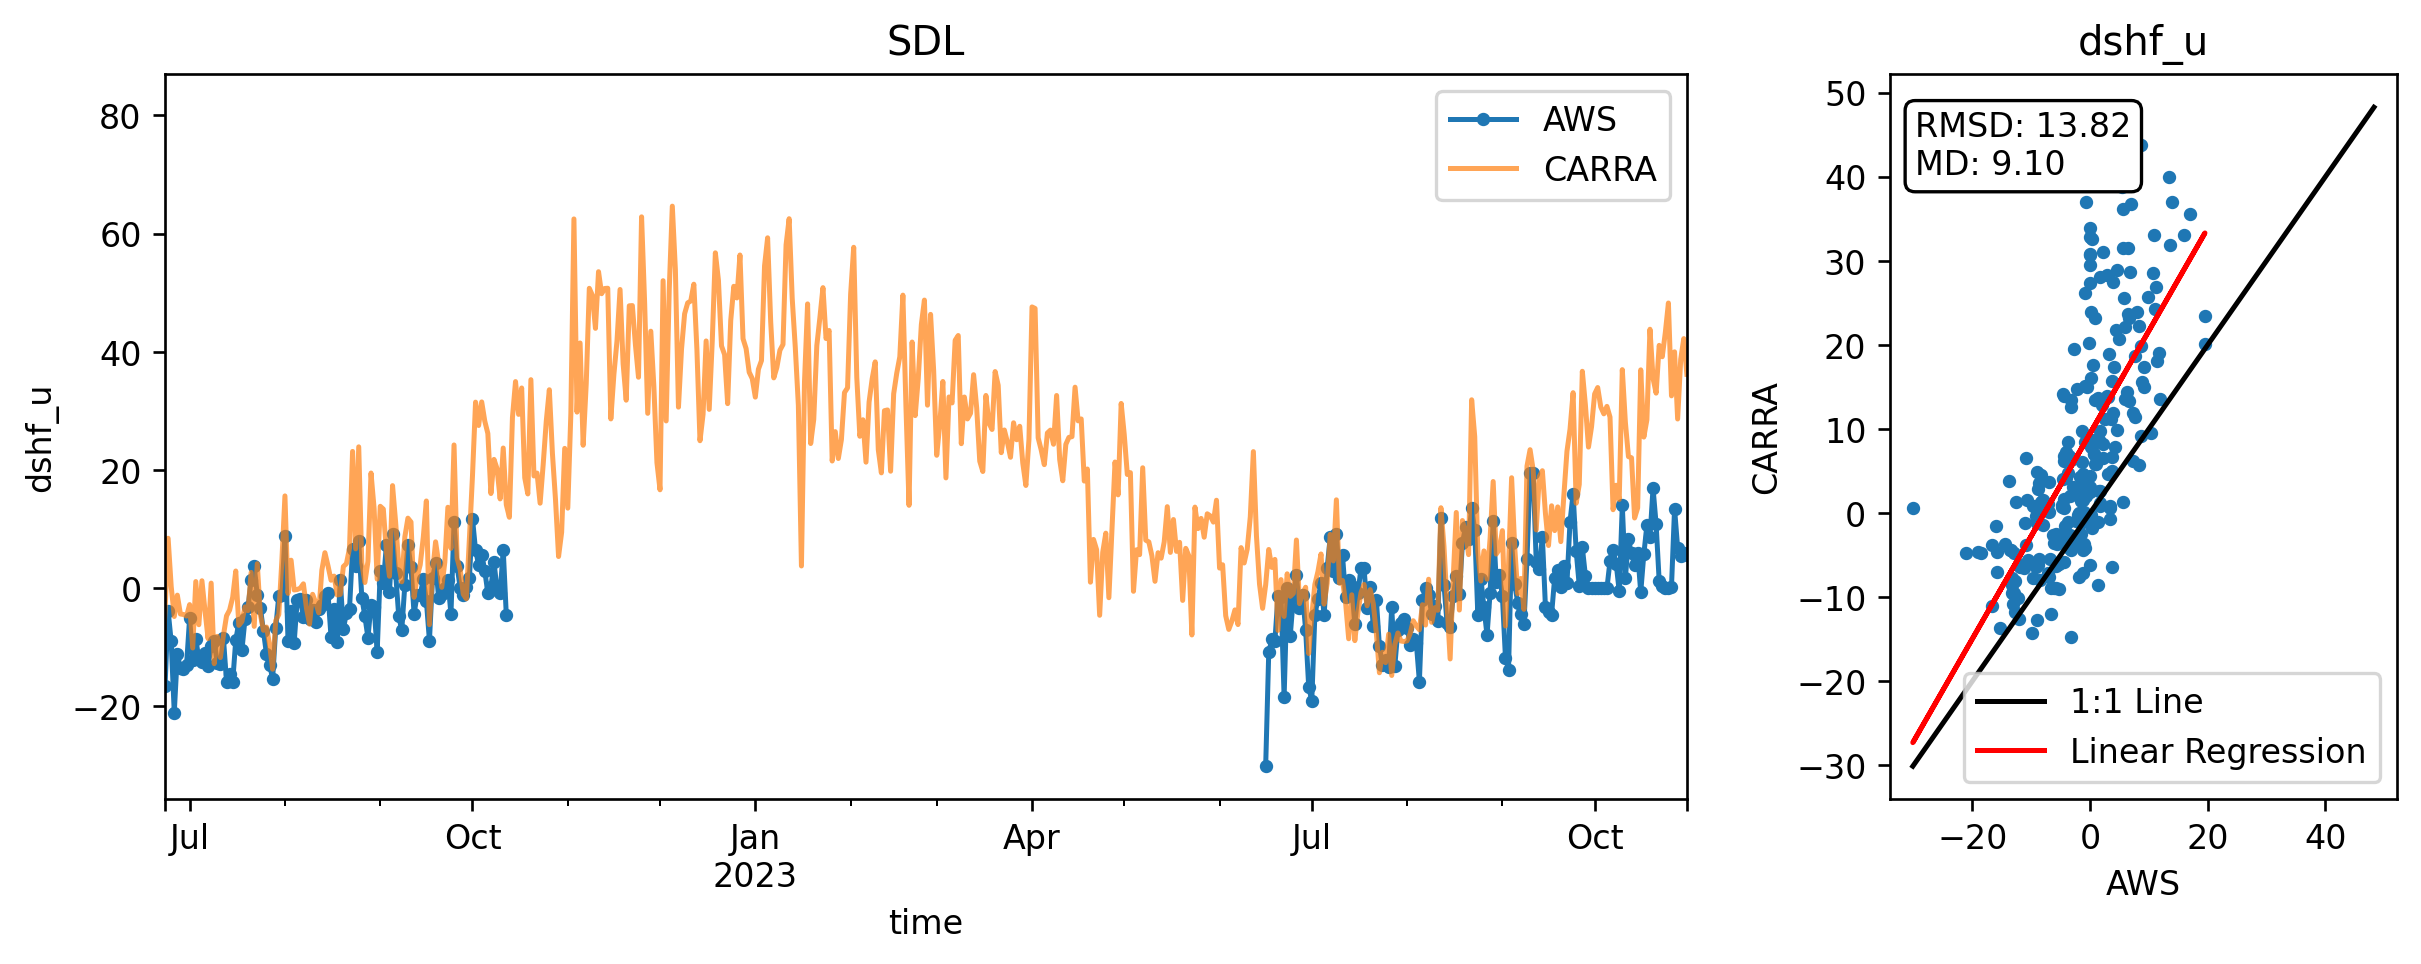 SDL
80
60
40
20
0
−20
dshf_u
AWS
CARRA
Jul
Oct
Jan
2023
Apr
Jul
Oct
time
dshf_u
50
40
30
20
10
0
−10
−20
−30
CARRA
RMSD: 13.82
MD: 9.10
1:1 Line
Linear Regression
−20
0
20
40
AWS